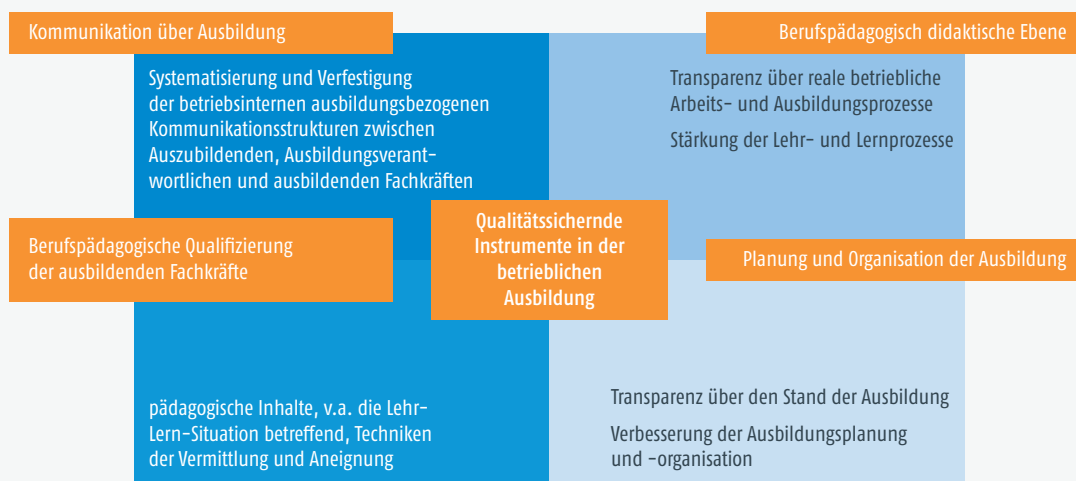 Kommunikation über Ausbildung
Systematisierung und Verfestigung
der betriebsinternen ausbildungsbezogenen
Kommunikationsstrukturen zwischen
Auszubildenden, Ausbildungsverant-
wortlichen und ausbildenden Fachkräften
Berufspädagogisch didaktische Ebene
Transparenz über reale betriebliche
Arbeits- und Ausbildungsprozesse
Stärkung der Lehr- und Lernprozesse
Qualitätssichernde
Instrumente in der
betrieblichen
Ausbildung
Berufspädagogische Qualifizierung
der ausbildenden Fachkräfte
pädagogische Inhalte, v.a. die Lehr-
Lern-Situation betreffend, Techniken
der Vermittlung und Aneignung
Planung und Organisation der Ausbildung
Transparenz über den Stand der Ausbildung
Verbesserung der Ausbildungsplanung
und -organisation